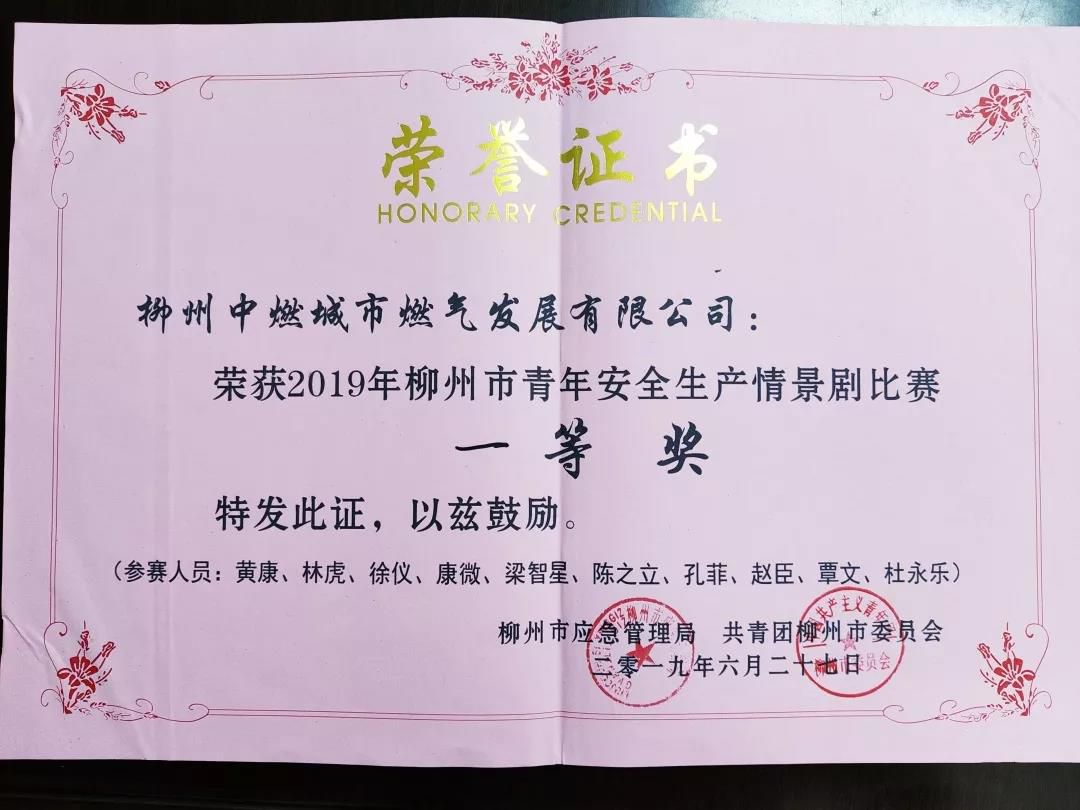 荣誉证书
HONORARY CREDENTIAL
柳州中燃城市燃气发展有限公司：
荣获2019年柳州市青年安全生产情景剧比赛
一等奖
特发此证，以兹鼓励。
（参赛人员：黄康、林虎、徐仪、康微、梁智星、陈之立、孔菲、赵臣、覃文、杜永乐）
柳州市应急管理局 共青团柳州市委员会
二零一九年六月二十七日